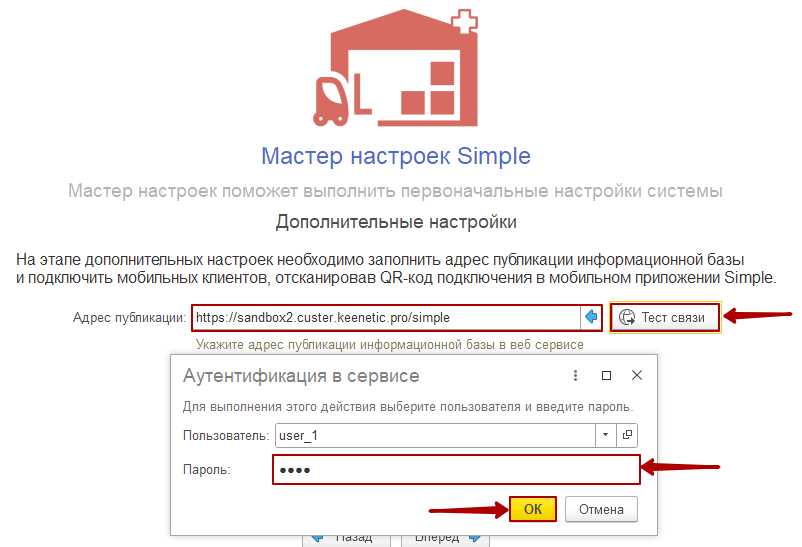 Мастер настроек Simple
Мастер настроек поможет выполнить первоначальные настройки системы
Дополнительные настройки
На этапе дополнительных настроек необходимо заполнить адрес публикации информационной базы
и подключить мобильных клиентов, отсканировав QR-код подключения в мобильном приложении Simple.
Адрес публикации: https://sandbox2.custer.keenetic.pro/simple Тест связи
Укажите адрес публикации информационной базы в веб сервисе
Аутентификация в сервисе
Для выполнения этого действия выберите пользователя и введите пароль.
Пользователь: user_1
Пароль: ••••
ОК Отмена
Назад Вперед